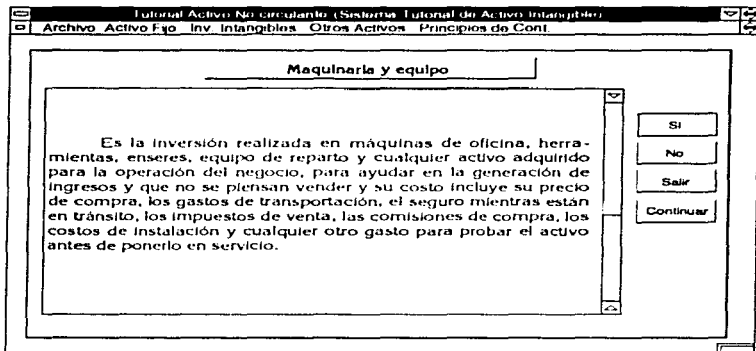 Tutorial Activo No circulante (Sistema Tutorial de Activo Intangible)
Archivo Activo Fijo Inv. Intangibles Otros Activos Principios de Cont.
Maquinaria y equipo
Es la inversión realizada en máquinas de oficina, herra-
mientas, enseres, equipo de reparto y cualquier activo adquirido
para la operación del negocio, para ayudar en la generación de
ingresos y que no se piensan vender y su costo incluye su precio
de compra, los gastos de transportación, el seguro mientras están
en tránsito, los impuestos de venta, las comisiones de compra, los
costos de instalación y cualquier otro gasto para probar el activo
antes de ponerlo en servicio.
Si
No
Salir
Continuar